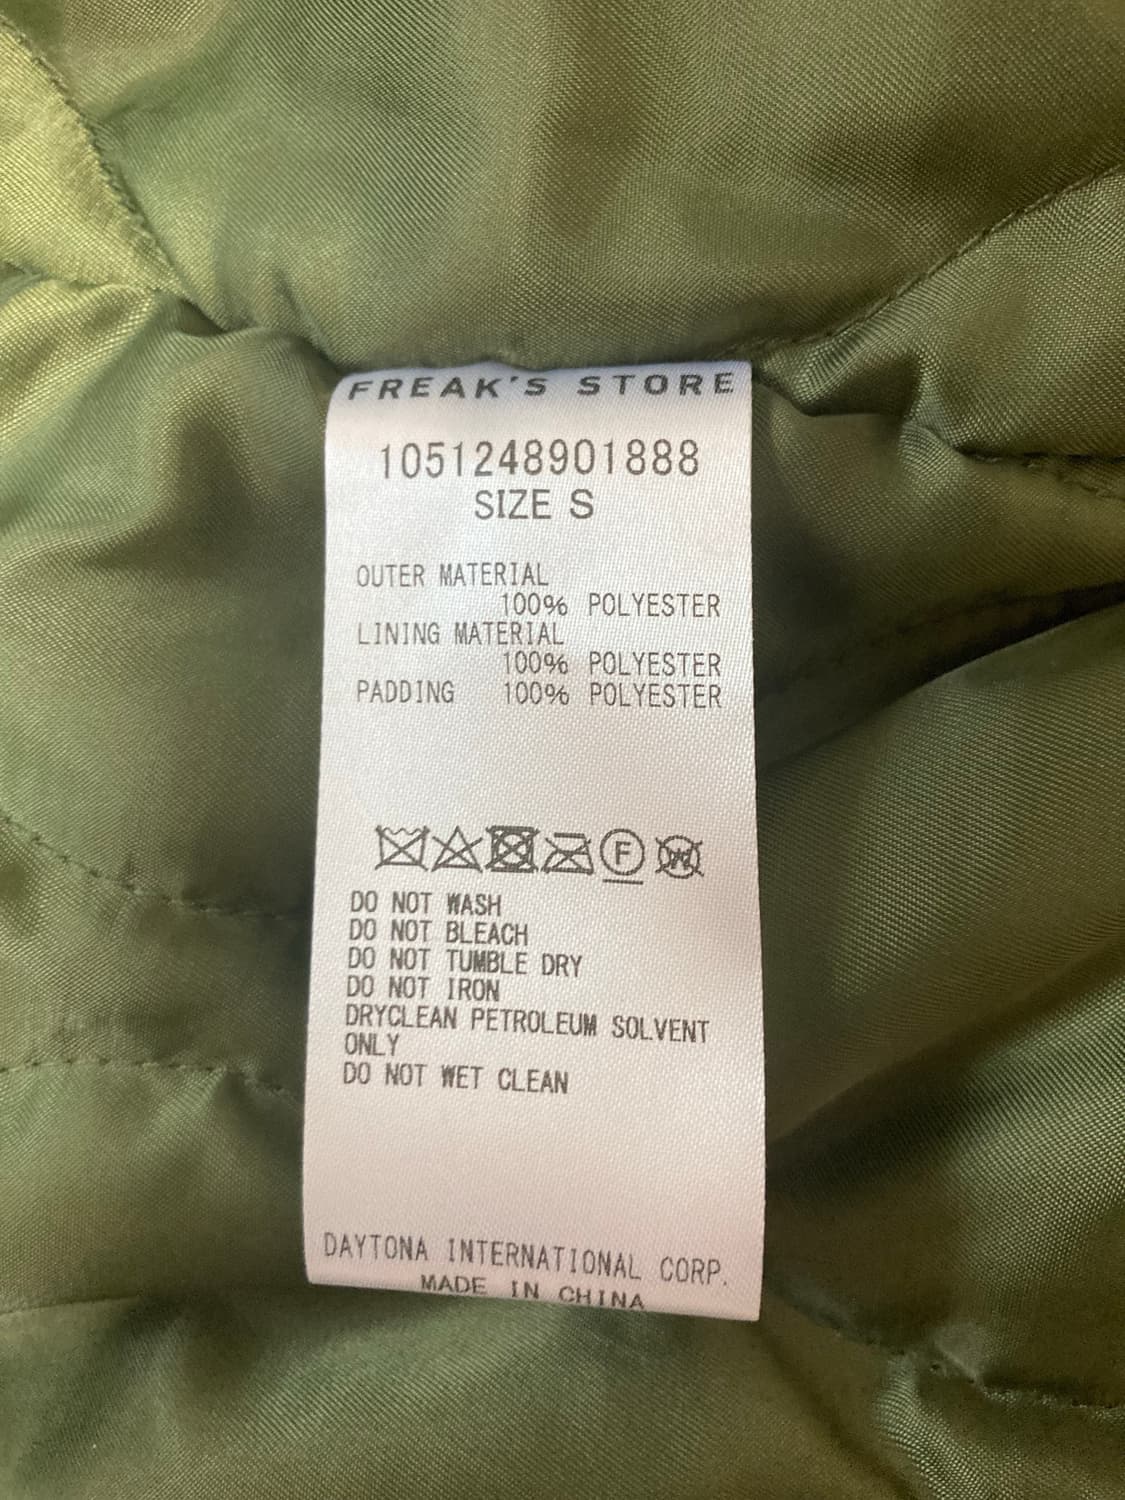 FREAK'S STORE
1051248901888
SIZE S
OUTER MATERIAL
100% POLYESTER
LINING MATERIAL
100% POLYESTER
PADDING 100% POLYESTER
F W
DO NOT WASH
DO NOT BLEACH
DO NOT TUMBLE DRY
DO NOT IRON
DRYCLEAN PETROLEUM SOLVENT
ONLY
DO NOT WET CLEAN
DAYTONA INTERNATIONAL CORP.
MADE IN CHINA